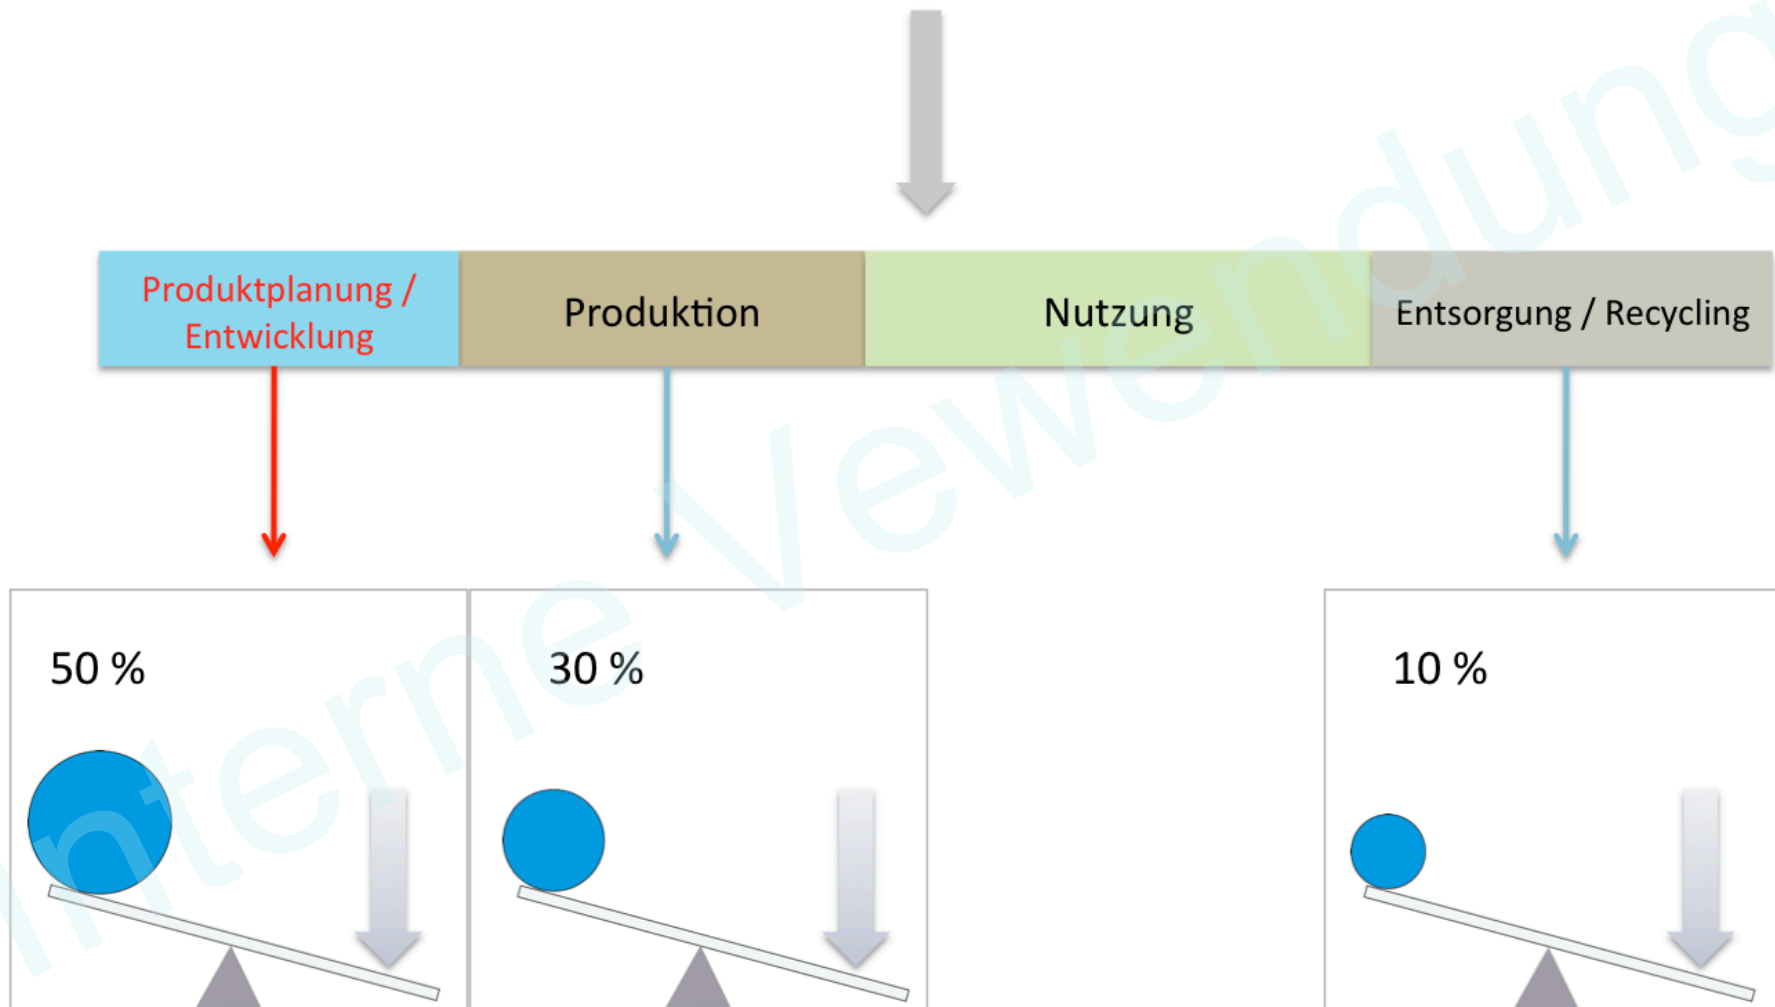 Produktplanung /
Entwicklung
Produktion
Nutzung
Entsorgung / Recycling
50 %
30 %
10 %
Interne Vewendung